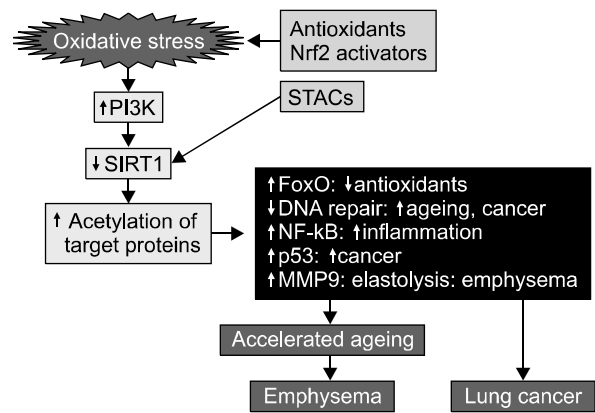 Oxidative stress
Antioxidants
Nrf2 activators
↑PI3K
STACs
↓ SIRT1
↑ Acetylation of
target proteins
↑FoxO: ↓antioxidants
↓DNA repair: ↑ageing, cancer
↑NF-kB: ↑inflammation
↑p53: ↑cancer
↑MMP9: elastolysis: emphysema
Accelerated ageing
Emphysema
Lung cancer